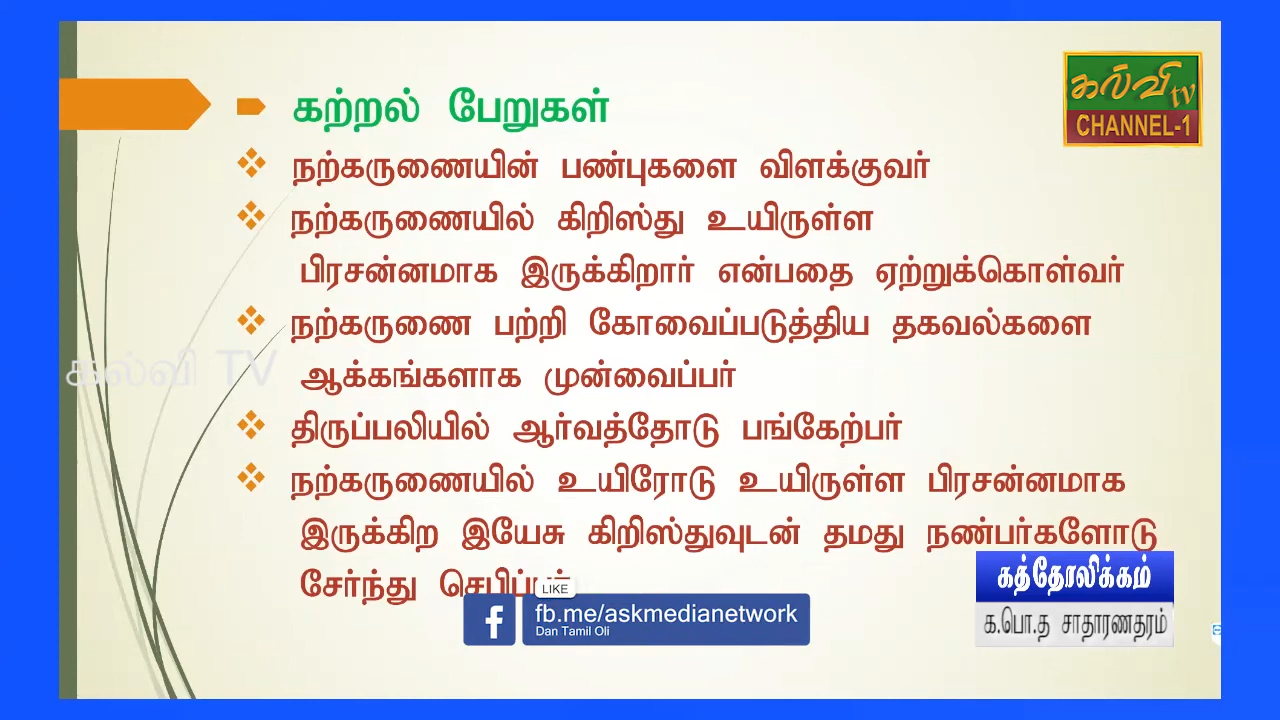 கற்றல் பேறுகள்
நற்கருணையின் பண்புகளை விளக்குவர்
நற்கருணையில் கிறிஸ்து உயிருள்ள
பிரசன்னமாக இருக்கிறார் என்பதை ஏற்றுக்கொள்வர்
நற்கருணை பற்றி கோவைப்படுத்திய தகவல்களை
ஆக்கங்களாக முன்வைப்பர்
திருப்பலியில் ஆர்வத்தோடு பங்கேற்பர்
நற்கருணையில் உயிரோடு உயிருள்ள பிரசன்னமாக
இருக்கிற இயேசு கிறிஸ்துவுடன் தமது நண்பர்களோடு
சேர்ந்து
கல்வி tv
CHANNEL-1
கல்வி TV
LIKE
fb.me/askmedianetwork
Dan Tamil Oli
கத்தோலிக்கம்
க.பொ.த சாதாரணதரம்